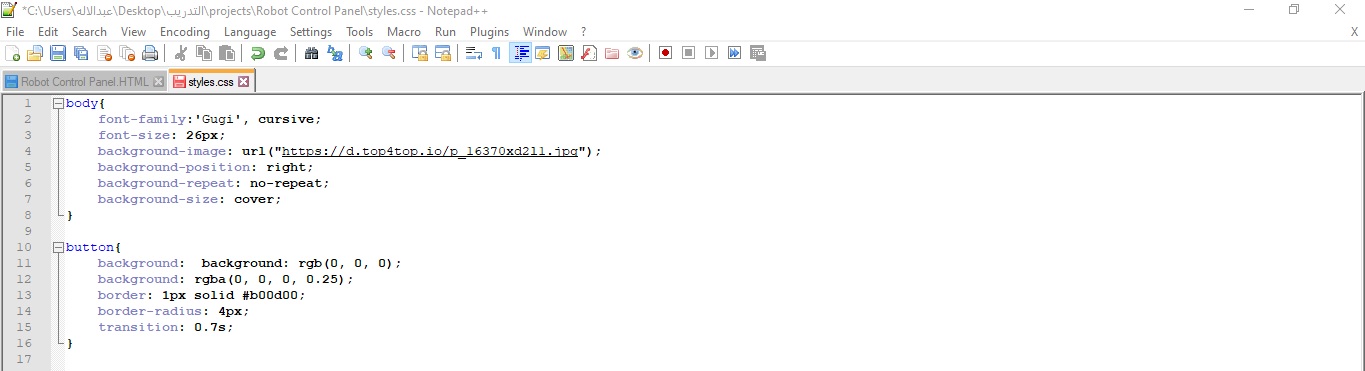 *C:\Users\عبدالاله\Desktop\التدريب\projects\Robot Control Panel\styles.css - Notepad++
File Edit Search View Encoding Language Settings Tools Macro Run Plugins Window ? X
Robot Control Panel.HTML styles.css
1 body{
2 font-family:'Gugi', cursive;
3 font-size: 26px;
4 background-image: url("https://d.top4top.io/p_16370xd2l1.jpg");
5 background-position: right;
6 background-repeat: no-repeat;
7 background-size: cover;
8 }
9
10 button{
11 background: background: rgb(0, 0, 0);
12 background: rgba(0, 0, 0, 0.25);
13 border: 1px solid #b00d00;
14 border-radius: 4px;
15 transition: 0.7s;
16 }
17